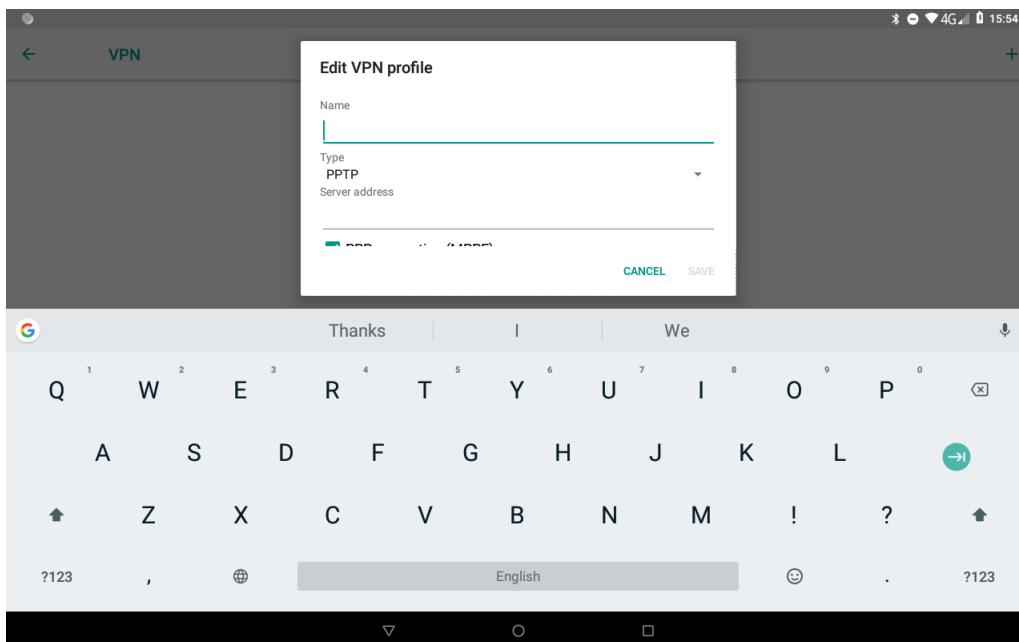 4G 15:54
VPN +
Edit VPN profile
Name
Type
PPTP
Server address
CANCEL SAVE
G Thanks I We
1 2 3 4 5 6 7 8 9 0
Q W E R T Y U I O P
A S D F G H J K L
Z X C V B N M ! ?
?123 , English . ?123